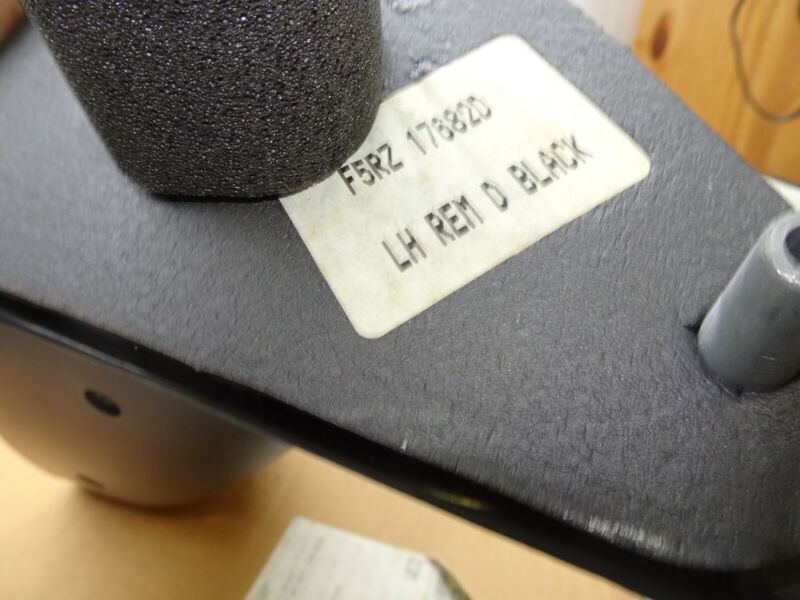 F5RZ 17682D
LH REM D BLACK